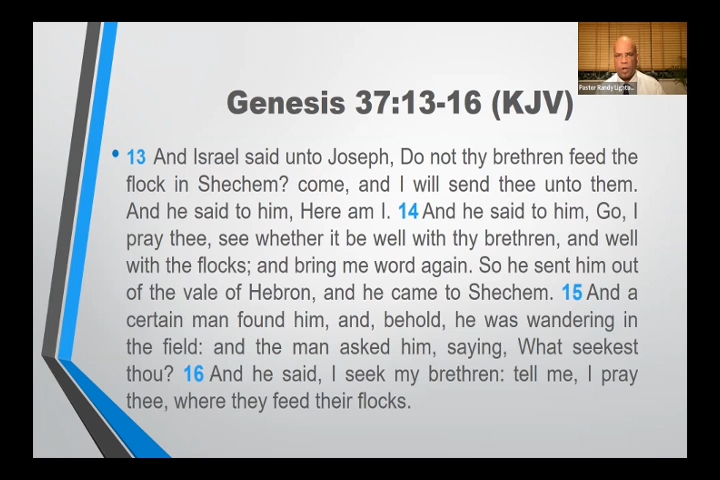 Genesis 37:13-16 (KJV)
Pastor Randy Lighto...
• 13 And Israel said unto Joseph, Do not thy brethren feed the
flock in Shechem? come, and I will send thee unto them.
And he said to him, Here am I. 14 And he said to him, Go, I
pray thee, see whether it be well with thy brethren, and well
with the flocks; and bring me word again. So he sent him out
of the vale of Hebron, and he came to Shechem. 15 And a
certain man found him, and, behold, he was wandering in
the field: and the man asked him, saying, What seekest
thou? 16 And he said, I seek my brethren: tell me, I pray
thee, where they feed their flocks.